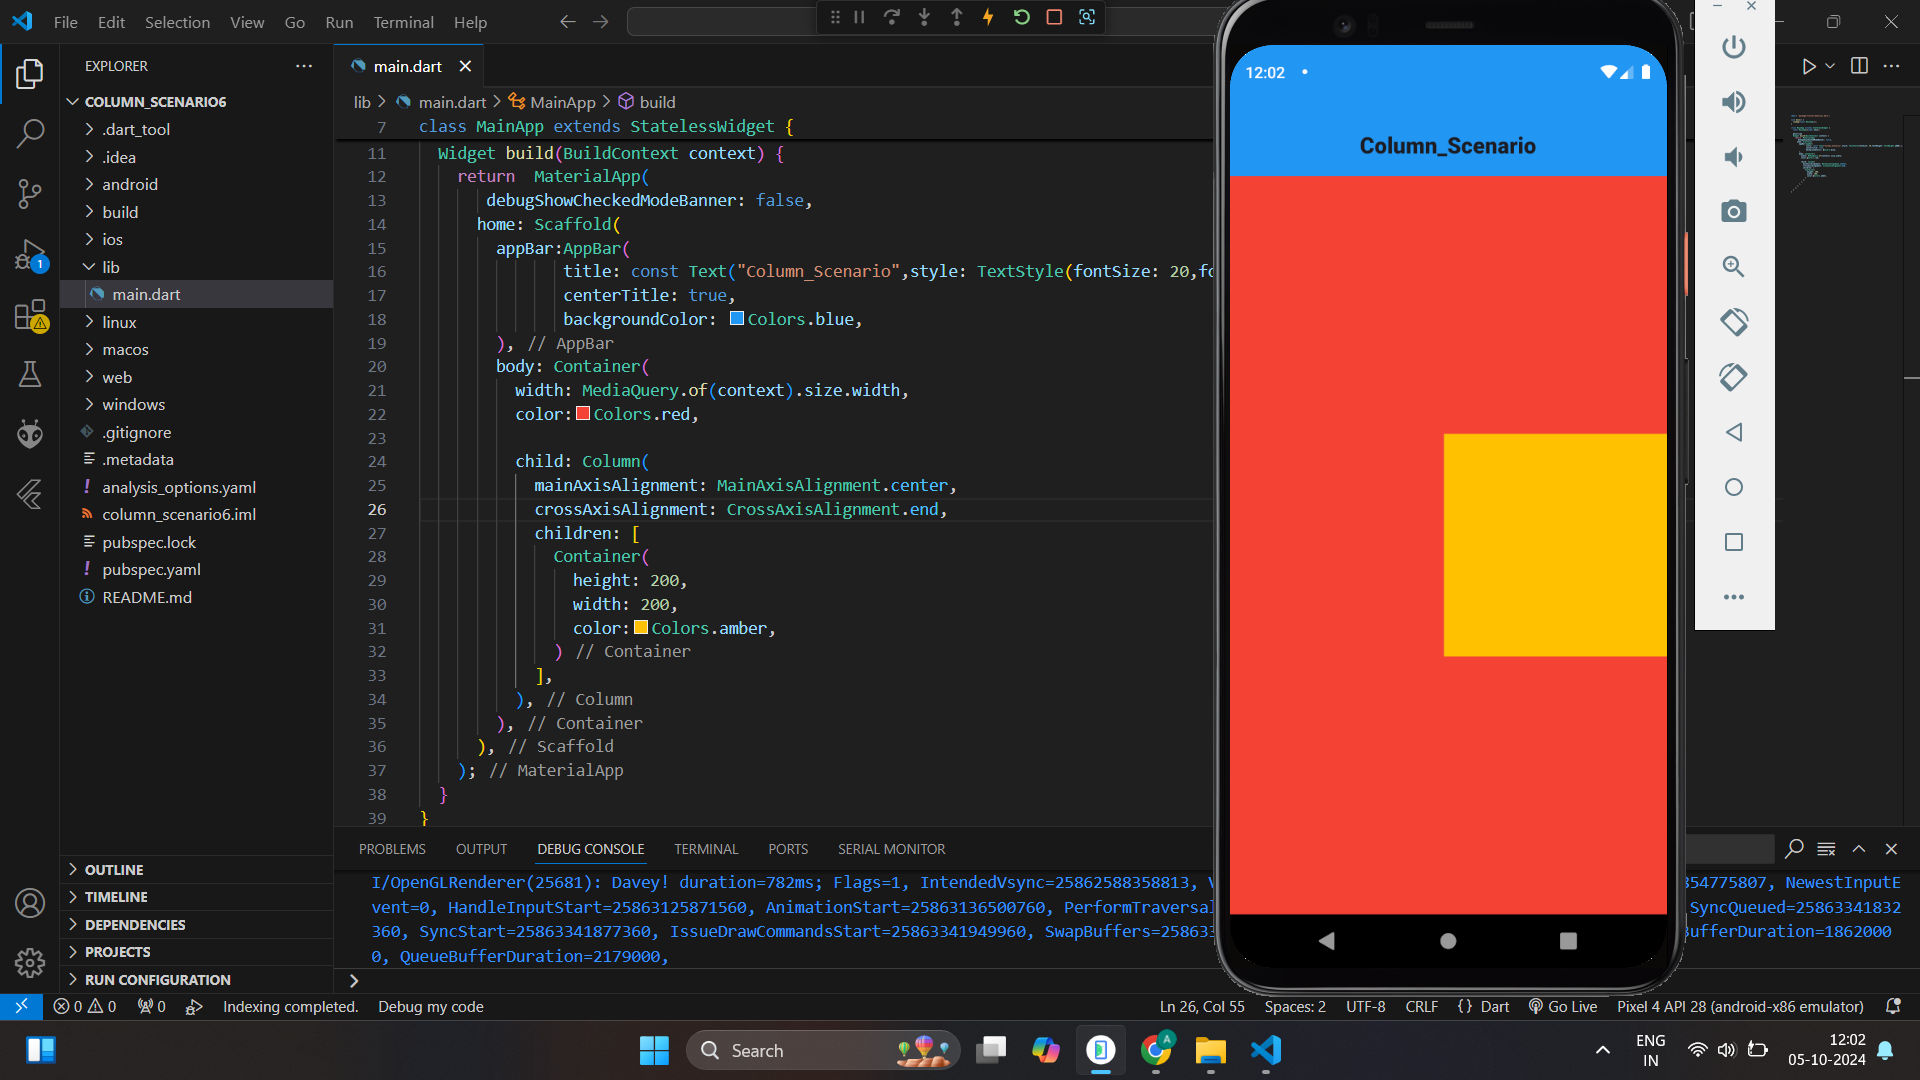 File Edit Selection View Go Run Terminal Help
EXPLORER
main.dart
COLUMN_SCENARIO6
.dart_tool
.idea
android
build
ios
lib
main.dart
linux
macos
web
windows
.gitignore
.metadata
analysis_options.yaml
column_scenario6.iml
pubspec.lock
pubspec.yaml
README.md
OUTLINE
TIMELINE
DEPENDENCIES
PROJECTS
RUN CONFIGURATION
lib > main.dart > MainApp > build
7 class MainApp extends StatelessWidget {
11 Widget build(BuildContext context) {
12 return MaterialApp(
13 debugShowCheckedModeBanner: false,
14 home: Scaffold(
15 appBar:AppBar(
16 title: const Text("Column_Scenario",style: TextStyle(fontSize: 20,fo
17 centerTitle: true,
18 backgroundColor: Colors.blue,
19 ), // AppBar
20 body: Container(
21 width: MediaQuery.of(context).size.width,
22 color: Colors.red,
23
24 child: Column(
25 mainAxisAlignment: MainAxisAlignment.center,
26 crossAxisAlignment: CrossAxisAlignment.end,
27 children: [
28 Container(
29 height: 200,
30 width: 200,
31 color: Colors.amber,
32 ) // Container
33 ],
34 ), // Column
35 ), // Container
36 ), // Scaffold
37 ); // MaterialApp
38 }
39 }
12:02
Column_Scenario
PROBLEMS OUTPUT DEBUG CONSOLE TERMINAL PORTS SERIAL MONITOR
I/OpenGLRenderer(25681): Davey! duration=782ms; Flags=1, IntendedVsync=25862588358813, V 854775807, NewestInputE
vent=0, HandleInputStart=25863125871560, AnimationStart=25863136500760, PerformTraversal SyncQueued=25863341832
360, SyncStart=25863341877360, IssueDrawCommandsStart=25863341949960, SwapBuffers=25863 ufferDuration=1862000
0, QueueBufferDuration=2179000,
0 0 0 Indexing completed. Debug my code Ln 26, Col 55 Spaces: 2 UTF-8 CRLF {} Dart Go Live Pixel 4 API 28 (android-x86 emulator)
Search
A
ENG
IN
12:02
05-10-2024
1